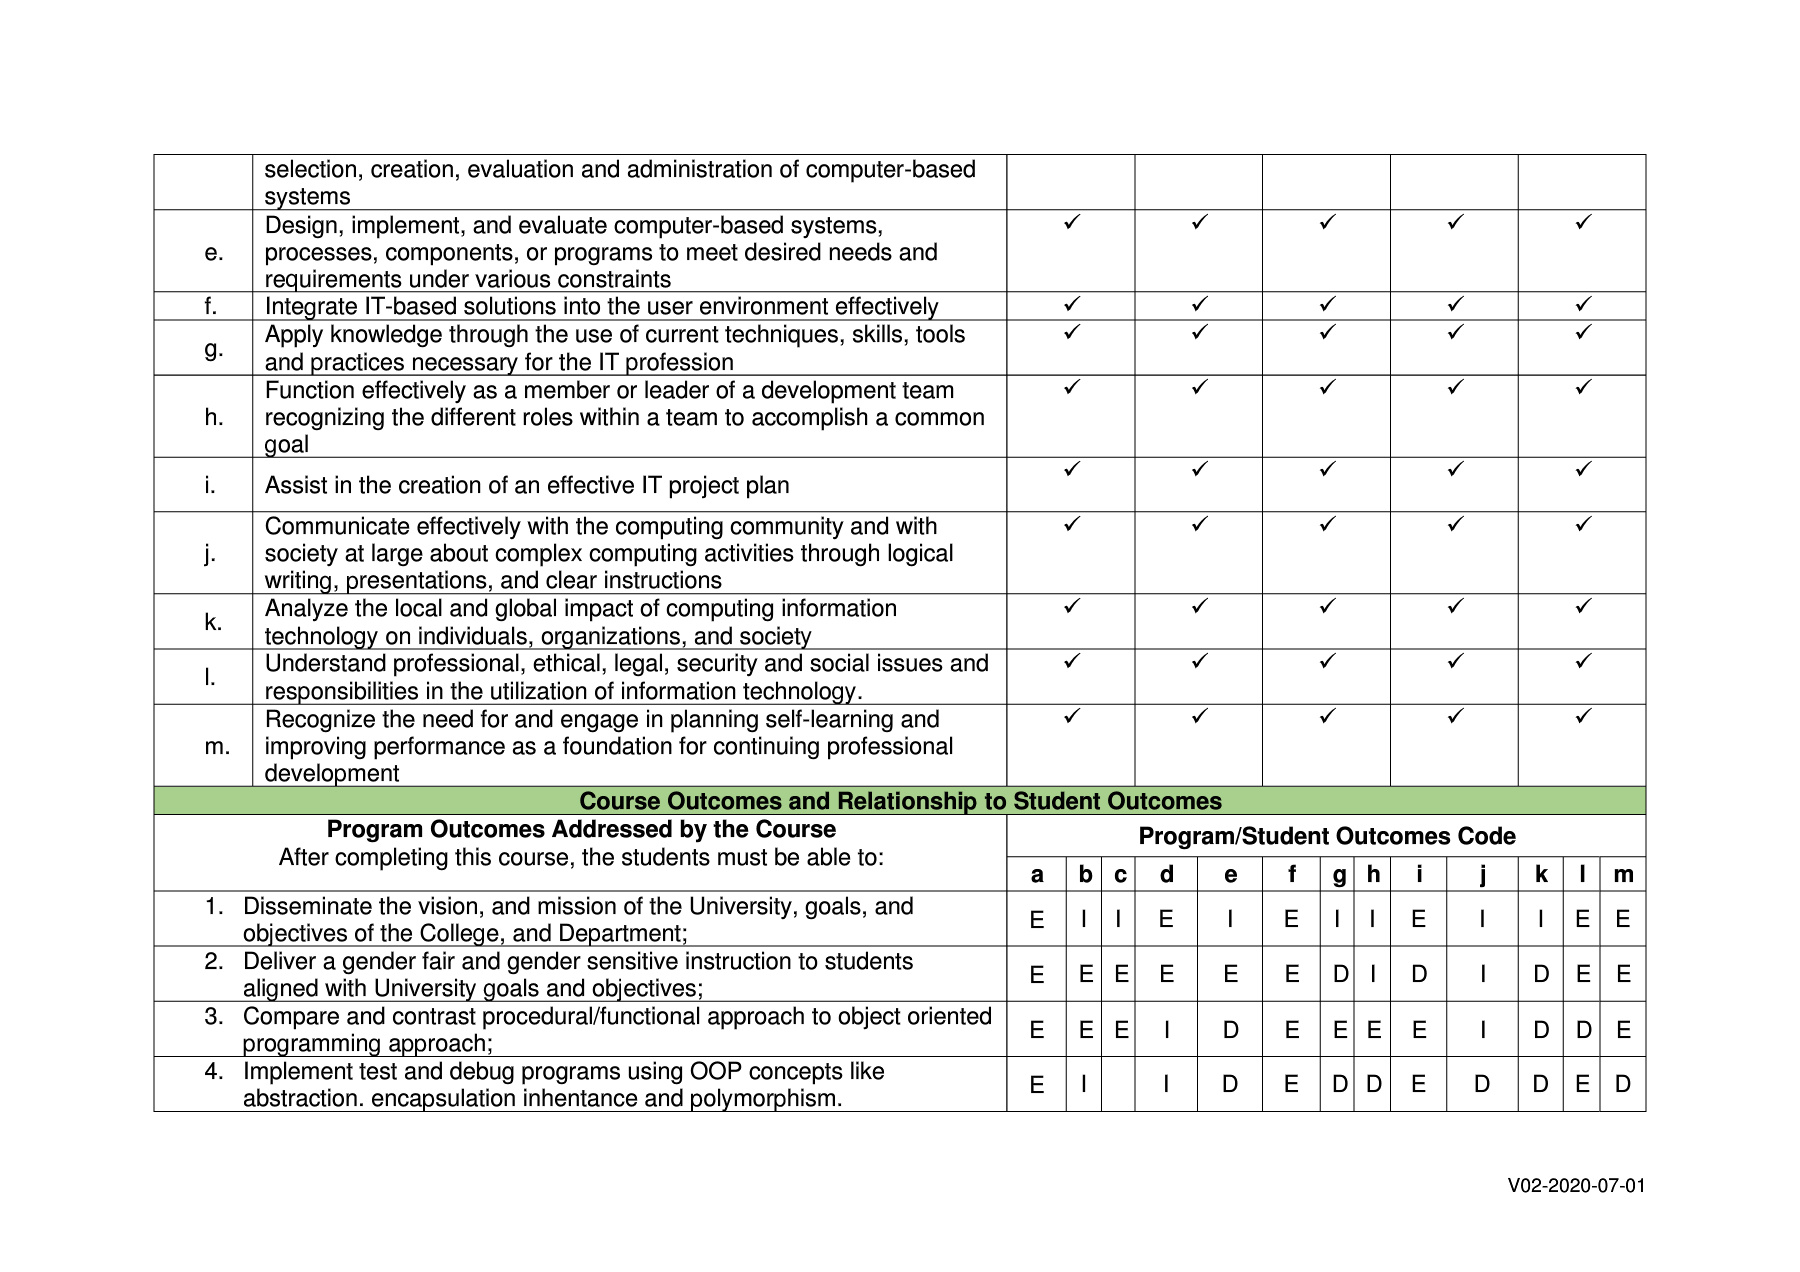 selection, creation, evaluation and administration of computer-based
systems
e. Design, implement, and evaluate computer-based systems,
processes, components, or programs to meet desired needs and
requirements under various constraints ✓ ✓ ✓ ✓ ✓
f. Integrate IT-based solutions into the user environment effectively ✓ ✓ ✓ ✓ ✓
g. Apply knowledge through the use of current techniques, skills, tools
and practices necessary for the IT profession ✓ ✓ ✓ ✓ ✓
h. Function effectively as a member or leader of a development team
recognizing the different roles within a team to accomplish a common
goal ✓ ✓ ✓ ✓ ✓
i. Assist in the creation of an effective IT project plan ✓ ✓ ✓ ✓ ✓
j. Communicate effectively with the computing community and with
society at large about complex computing activities through logical
writing, presentations, and clear instructions ✓ ✓ ✓ ✓ ✓
k. Analyze the local and global impact of computing information
technology on individuals, organizations, and society ✓ ✓ ✓ ✓ ✓
l. Understand professional, ethical, legal, security and social issues and
responsibilities in the utilization of information technology. ✓ ✓ ✓ ✓ ✓
m. Recognize the need for and engage in planning self-learning and
improving performance as a foundation for continuing professional
development ✓ ✓ ✓ ✓ ✓
Course Outcomes and Relationship to Student Outcomes
Program Outcomes Addressed by the Course
After completing this course, the students must be able to:
Program/Student Outcomes Code
a b c d e f g h i j k l m
1. Disseminate the vision, and mission of the University, goals, and
objectives of the College, and Department;
E I I E I E I I E I I E E
2. Deliver a gender fair and gender sensitive instruction to students
aligned with University goals and objectives;
E E E E E E D I D I D E E
3. Compare and contrast procedural/functional approach to object oriented
programming approach;
E E E I D E E E E I D D E
4. Implement test and debug programs using OOP concepts like
abstraction. encapsulation inhentance and polymorphism.
E I I D E D D E D D E D
V02-2020-07-01